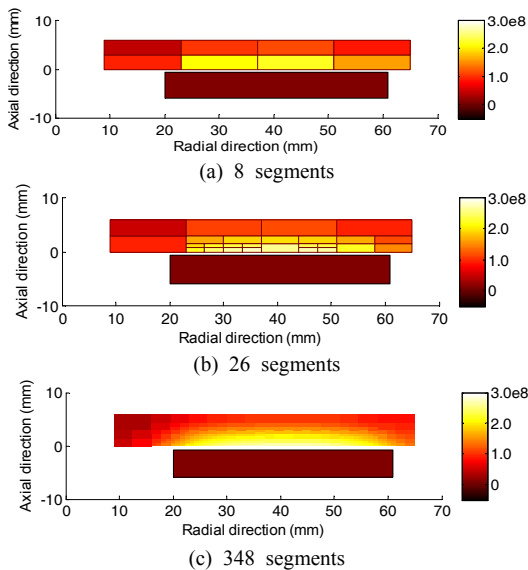 3.0e8
2.0
1.0
0
10
0
-10
Axial direction (mm)
0 10 20 30 40 50 60 70
Radial direction (mm)
(a) 8 segments
3.0e8
2.0
1.0
0
10
0
-10
Axial direction (mm)
0 10 20 30 40 50 60 70
Radial direction (mm)
(b) 26 segments
3.0e8
2.0
1.0
0
10
0
-10
Axial direction (mm)
0 10 20 30 40 50 60 70
Radial direction (mm)
(c) 348 segments